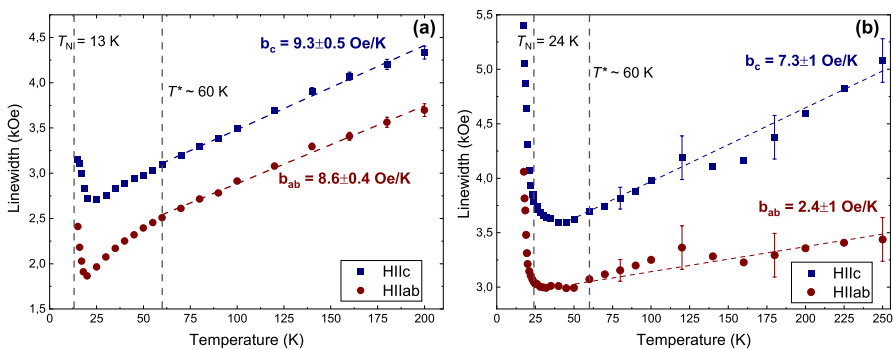 (a)
T_N = 13 K
b_c = 9.3±0.5 Oe/K
T* ~ 60 K
b_ab = 8.6±0.4 Oe/K
HIIc
HIIab
4,5
4,0
3,5
3,0
2,5
2,0
1,5
Linewidth (kOe)
0 25 50 75 100 125 150 175 200
Temperature (K)
(b)
T_N = 24 K
b_c = 7.3±1 Oe/K
T* ~ 60 K
b_ab = 2.4±1 Oe/K
HIIc
HIIab
5,5
5,0
4,5
4,0
3,5
3,0
Linewidth (kOe)
0 25 50 75 100 125 150 175 200 225 250
Temperature (K)